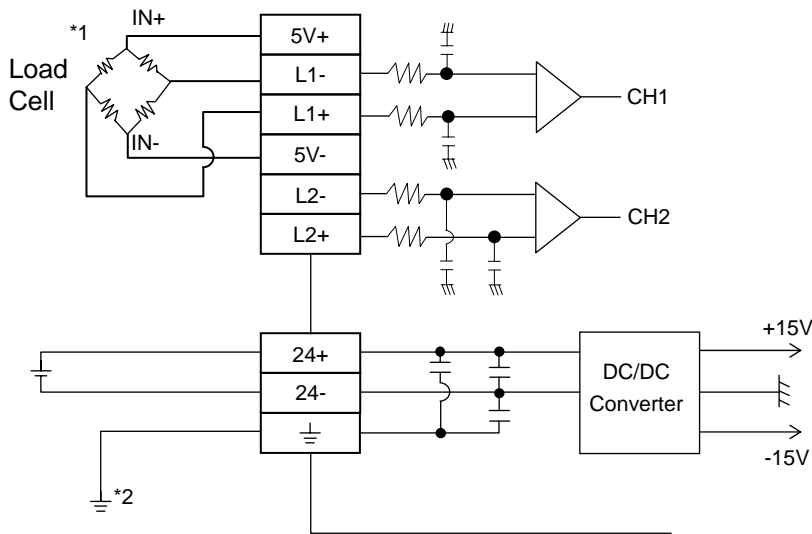 *1
IN+
Load
Cell
IN-
5V+
L1-
L1+
5V-
L2-
L2+
CH1
CH2
24+
24-
*2
DC/DC
Converter
+15V
-15V